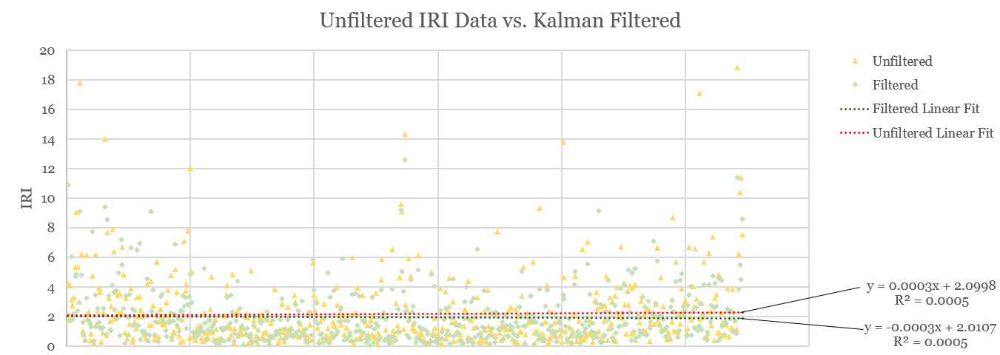 Unfiltered IRI Data vs. Kalman Filtered
20
18
16
14
12
10
8
6
4
2
0
IRI
Unfiltered
Filtered
Filtered Linear Fit
Unfiltered Linear Fit
y = 0.0003x + 2.0998
R² = 0.0005
y = -0.0003x + 2.0107
R² = 0.0005